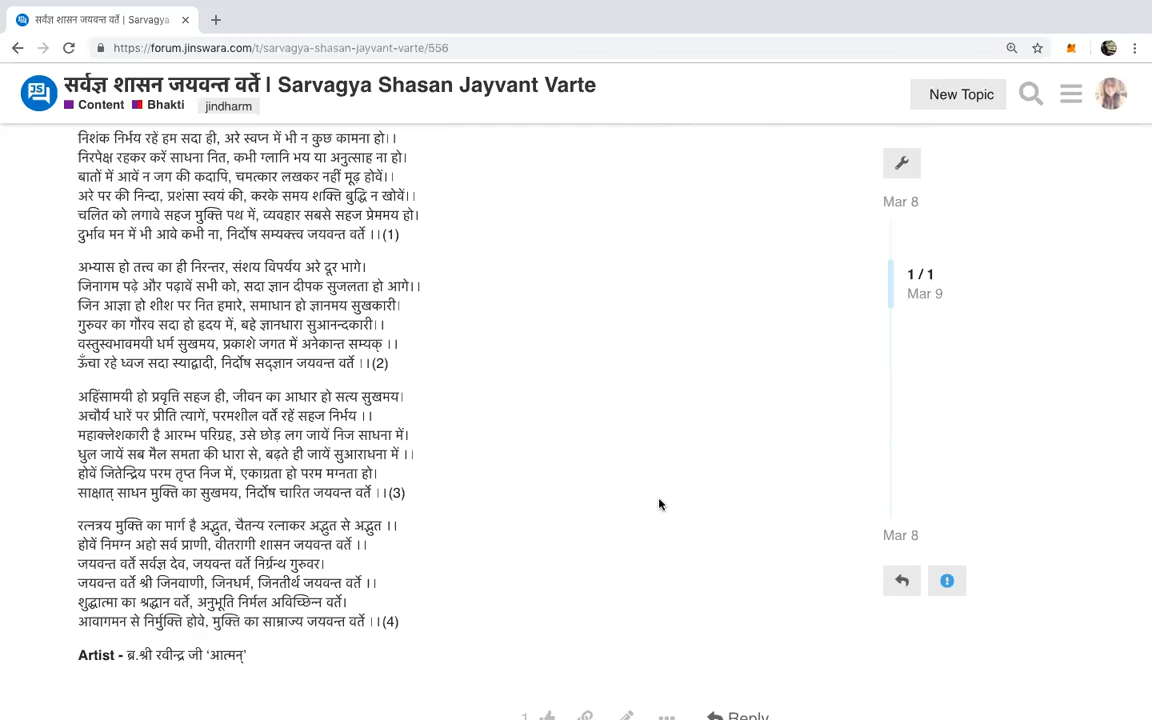 सर्वज्ञ शासन जयवन्त वर्ते | Sarvagya
https://forum.jinswara.com/t/sarvagya-shasan-jayvant-varte/556
सर्वज्ञ शासन जयवन्त वर्ते | Sarvagya Shasan Jayvant Varte
Content Bhakti jindharm
New Topic
निशंक निर्भय रहें हम सदा ही, अरे स्वप्न में भी न कुछ कामना हो।।
निरपेक्ष रहकर करें साधना नित, कभी ग्लानि भय या अनुत्साह ना हो।
बातों में आवें न जग की कदापि, चमत्कार लखकर नहीं मूढ़ होवें।।
अरे पर की निन्दा, प्रशंसा स्वयं की, करके समय शक्ति बुद्धि न खोवें।।
चलित को लगावे सहज मुक्ति पथ में, व्यवहार सबसे सहज प्रेममय हो।
दुर्भाव मन में भी आवे कभी ना, निर्दोष सम्यक्त्व जयवन्त वर्ते ।।(1)
अभ्यास हो तत्त्व का ही निरन्तर, संशय विपर्यय अरे दूर भागे।
जिनागम पढ़े और पढ़ावें सभी को, सदा ज्ञान दीपक सुजलता हो आगे।।
जिन आज्ञा हो शीश पर नित हमारे, समाधान हो ज्ञानमय सुखकारी।
गुरुवर का गौरव सदा हो हृदय में, बहे ज्ञानधारा सुआनन्दकारी।।
वस्तुस्वभावमयी धर्म सुखमय, प्रकाशे जगत में अनेकान्त सम्यक् ।।
ऊँचा रहे ध्वज सदा स्याद्वादी, निर्दोष सद्ज्ञान जयवन्त वर्ते ।।(2)
अहिंसामयी हो प्रवृत्ति सहज ही, जीवन का आधार हो सत्य सुखमय।
अचौर्य धारें पर प्रीति त्यागें, परमशील वर्ते रहें सहज निर्भय ।।
महाक्लेशकारी है आरम्भ परिग्रह, उसे छोड़ लग जायें निज साधना में।
धुल जायें सब मैल समता की धारा से, बढ़ते ही जायें सुआराधना में ।।
होवें जितेन्द्रिय परम तृप्त निज में, एकाग्रता हो परम मग्नता हो।
साक्षात् साधन मुक्ति का सुखमय, निर्दोष चारित जयवन्त वर्ते ।।(3)
रत्नत्रय मुक्ति का मार्ग है अद्भुत, चैतन्य रत्नाकर अद्भुत से अद्भुत ।।
होवें निमग्न अहो सर्व प्राणी, वीतरागी शासन जयवन्त वर्ते ।।
जयवन्त वर्ते सर्वज्ञ देव, जयवन्त वर्ते निर्ग्रन्थ गुरुवर।
जयवन्त वर्ते श्री जिनवाणी, जिनधर्म, जिनतीर्थ जयवन्त वर्ते ।।
शुद्धात्मा का श्रद्धान वर्ते, अनुभूति निर्मल अविच्छिन्न वर्ते।
आवागमन से निर्मुक्ति होवे, मुक्ति का साम्राज्य जयवन्त वर्ते ।।(4)
Artist - ब्र.श्री रवीन्द्र जी ‘आत्मन्’
Mar 8
1 / 1
Mar 9
Mar 8
1
Reply